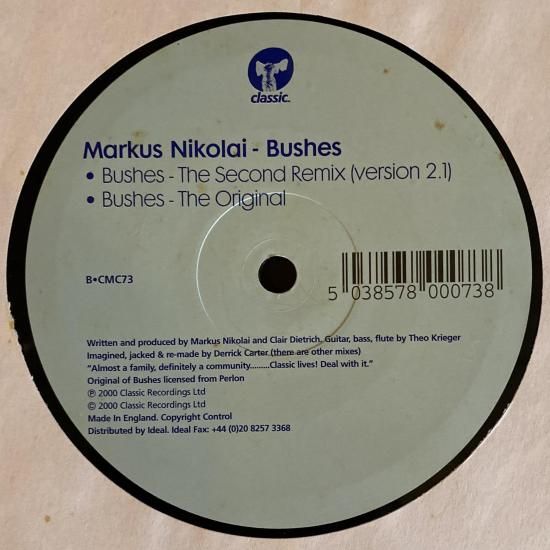 classic.
Markus Nikolai - Bushes
• Bushes - The Second Remix (version 2.1)
• Bushes - The Original
B•CMC73
5 038578 000738
Written and produced by Markus Nikolai and Clair Dietrich. Guitar, bass, flute by Theo Krieger
Imagined, jacked & re-made by Derrick Carter (there are other mixes)
"Almost a family, definitely a community.........Classic lives! Deal with it."
Original of Bushes licensed from Perlon
℗ 2000 Classic Recordings Ltd
© 2000 Classic Recordings Ltd
Made In England. Copyright Control
Distributed by Ideal. Ideal Fax: +44 (0)20 8257 3368